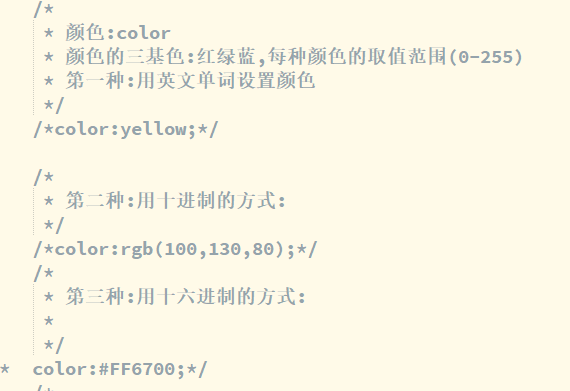 /*
* 颜色:color
* 颜色的三基色:红绿蓝,每种颜色的取值范围(0-255)
* 第一种:用英文单词设置颜色
*/
/*color:yellow;*/
/*
* 第二种:用十进制的方式:
*/
/*color:rgb(100,130,80);*/
/*
* 第三种:用十六进制的方式:
*
*/
* color:#FF6700;*/